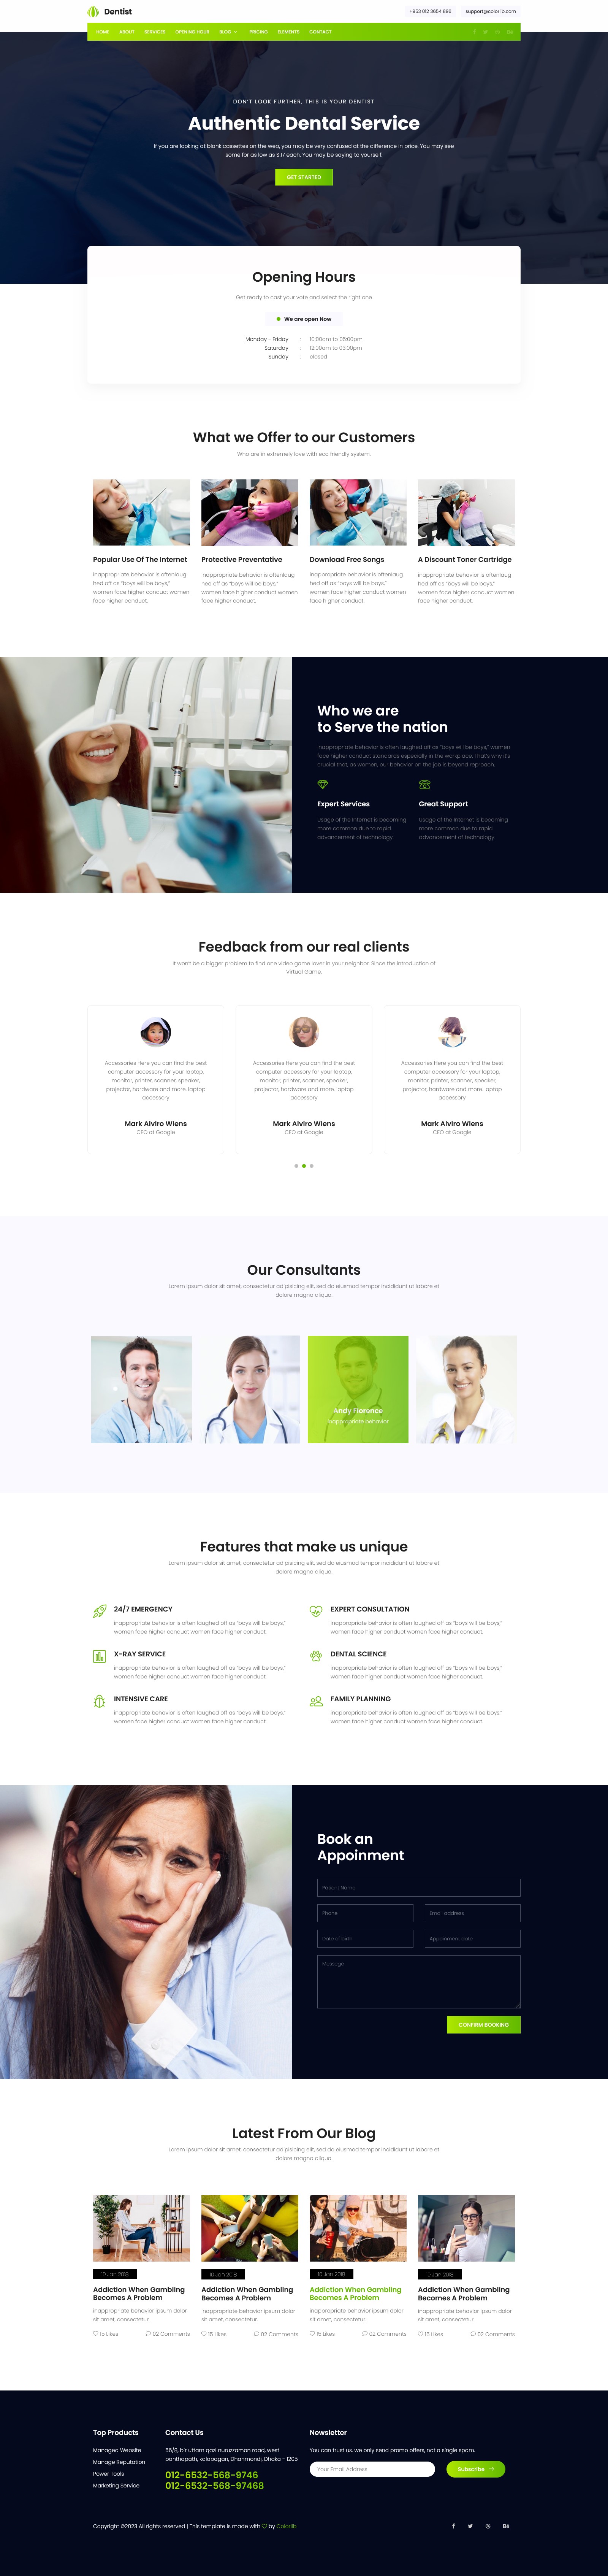 Dentist
+953 012 3654 896 support@colorlib.com
HOME ABOUT SERVICES OPENING HOUR BLOG PRICING ELEMENTS CONTACT
DON'T LOOK FURTHER, THIS IS YOUR DENTIST
Authentic Dental Service
If you are looking at blank cassettes on the web, you may be very confused at the difference in price. You may see
some for as low as $.17 each. You may be saying to yourself.
GET STARTED
Opening Hours
Get ready to cast your vote and select the right one
We are open Now
Monday - Friday 10:00am to 05:00pm
Saturday 12:00am to 03:00pm
Sunday closed
What we Offer to our Customers
Who are in extremely love with eco friendly system.
Popular Use Of The Internet
Inappropriate behavior is oftenlaug
hed off as "boys will be boys,"
women face higher conduct women
face higher conduct.
Protective Preventative
Inappropriate behavior is oftenlaug
hed off as "boys will be boys,"
women face higher conduct women
face higher conduct.
Download Free Songs
Inappropriate behavior is oftenlaug
hed off as "boys will be boys,"
women face higher conduct women
face higher conduct.
A Discount Toner Cartridge
Inappropriate behavior is oftenlaug
hed off as "boys will be boys,"
women face higher conduct women
face higher conduct.
Who we are
to Serve the nation
Inappropriate behavior is often laughed off as "boys will be boys," women
face higher conduct standards especially in the workplace. That's why it's
crucial that, as women, our behavior on the job is beyond reproach.
Expert Services
Usage of the Internet is becoming
more common due to rapid
advancement of technology.
Great Support
Usage of the Internet is becoming
more common due to rapid
advancement of technology.
Feedback from our real clients
It won't be a bigger problem to find one video game lover in your neighbor. Since the introduction of
Virtual Game.
Accessories Here you can find the best
computer accessory for your laptop,
monitor, printer, scanner, speaker,
projector, hardware and more. laptop
accessory
Mark Alviro Wiens
CEO at Google
Accessories Here you can find the best
computer accessory for your laptop,
monitor, printer, scanner, speaker,
projector, hardware and more. laptop
accessory
Mark Alviro Wiens
CEO at Google
Accessories Here you can find the best
computer accessory for your laptop,
monitor, printer, scanner, speaker,
projector, hardware and more. laptop
accessory
Mark Alviro Wiens
CEO at Google
Our Consultants
Lorem ipsum dolor sit amet, consectetur adipisicing elit, sed do eiusmod tempor incididunt ut labore et
dolore magna aliqua.
Andy Florence
inappropriate behavior
Features that make us unique
Lorem ipsum dolor sit amet, consectetur adipisicing elit, sed do eiusmod tempor incididunt ut labore et
dolore magna aliqua.
24/7 EMERGENCY
inappropriate behavior is often laughed off as "boys will be boys,"
women face higher conduct women face higher conduct.
EXPERT CONSULTATION
inappropriate behavior is often laughed off as "boys will be boys,"
women face higher conduct women face higher conduct.
X-RAY SERVICE
inappropriate behavior is often laughed off as "boys will be boys,"
women face higher conduct women face higher conduct.
DENTAL SCIENCE
inappropriate behavior is often laughed off as "boys will be boys,"
women face higher conduct women face higher conduct.
INTENSIVE CARE
inappropriate behavior is often laughed off as "boys will be boys,"
women face higher conduct women face higher conduct.
FAMILY PLANNING
inappropriate behavior is often laughed off as "boys will be boys,"
women face higher conduct women face higher conduct.
Book an
Appoinment
Patient Name
Phone Email address
Date of birth Appoinment date
Messege
CONFIRM BOOKING
Latest From Our Blog
Lorem ipsum dolor sit amet, consectetur adipisicing elit, sed do eiusmod tempor incididunt ut labore et
dolore magna aliqua.
10 Jan 2018
Addiction When Gambling
Becomes A Problem
inappropriate behavior ipsum dolor
sit amet, consectetur.
15 Likes 02 Comments
10 Jan 2018
Addiction When Gambling
Becomes A Problem
inappropriate behavior ipsum dolor
sit amet, consectetur.
15 Likes 02 Comments
10 Jan 2018
Addiction When Gambling
Becomes A Problem
inappropriate behavior ipsum dolor
sit amet, consectetur.
15 Likes 02 Comments
10 Jan 2018
Addiction When Gambling
Becomes A Problem
inappropriate behavior ipsum dolor
sit amet, consectetur.
15 Likes 02 Comments
Top Products
Managed Website
Manage Reputation
Power Tools
Marketing Service
Contact Us
56/8, bir uttam qazi nuruzzaman road, west
panthapath, kalabagan, Dhanmondi, Dhaka - 1205
012-6532-568-9746
012-6532-568-97468
Newsletter
You can trust us. we only send promo offers, not a single spam.
Your Email Address Subscribe
Copyright ©2023 All rights reserved | This template is made with by Colorlib
Bē